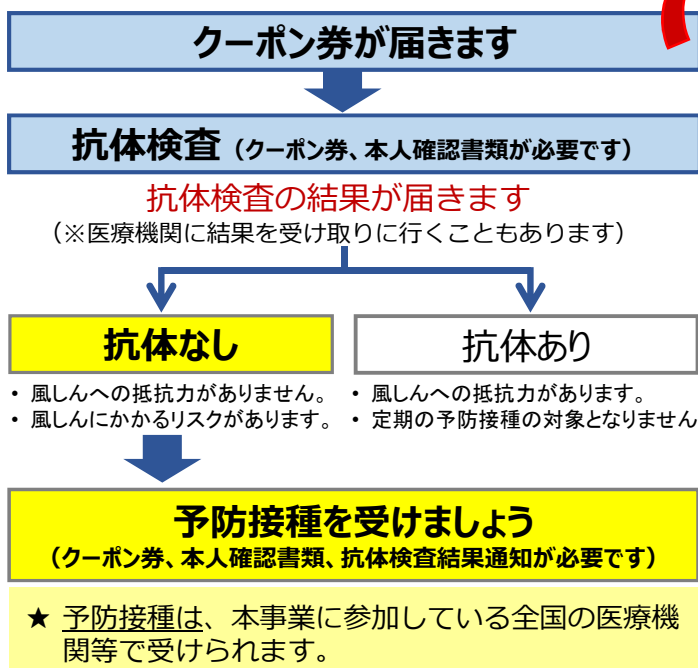 クーポン券が届きます
抗体検査（クーポン券、本人確認書類が必要です）
抗体検査の結果が届きます
（※医療機関に結果を受け取りに行くこともあります）
抗体なし
・ 風しんへの抵抗力がありません。
・ 風しんにかかるリスクがあります。
抗体あり
・ 風しんへの抵抗力があります。
・ 定期の予防接種の対象となりません
予防接種を受けましょう
（クーポン券、本人確認書類、抗体検査結果通知が必要です）
★ 予防接種は、本事業に参加している全国の医療機
関等で受けられます。